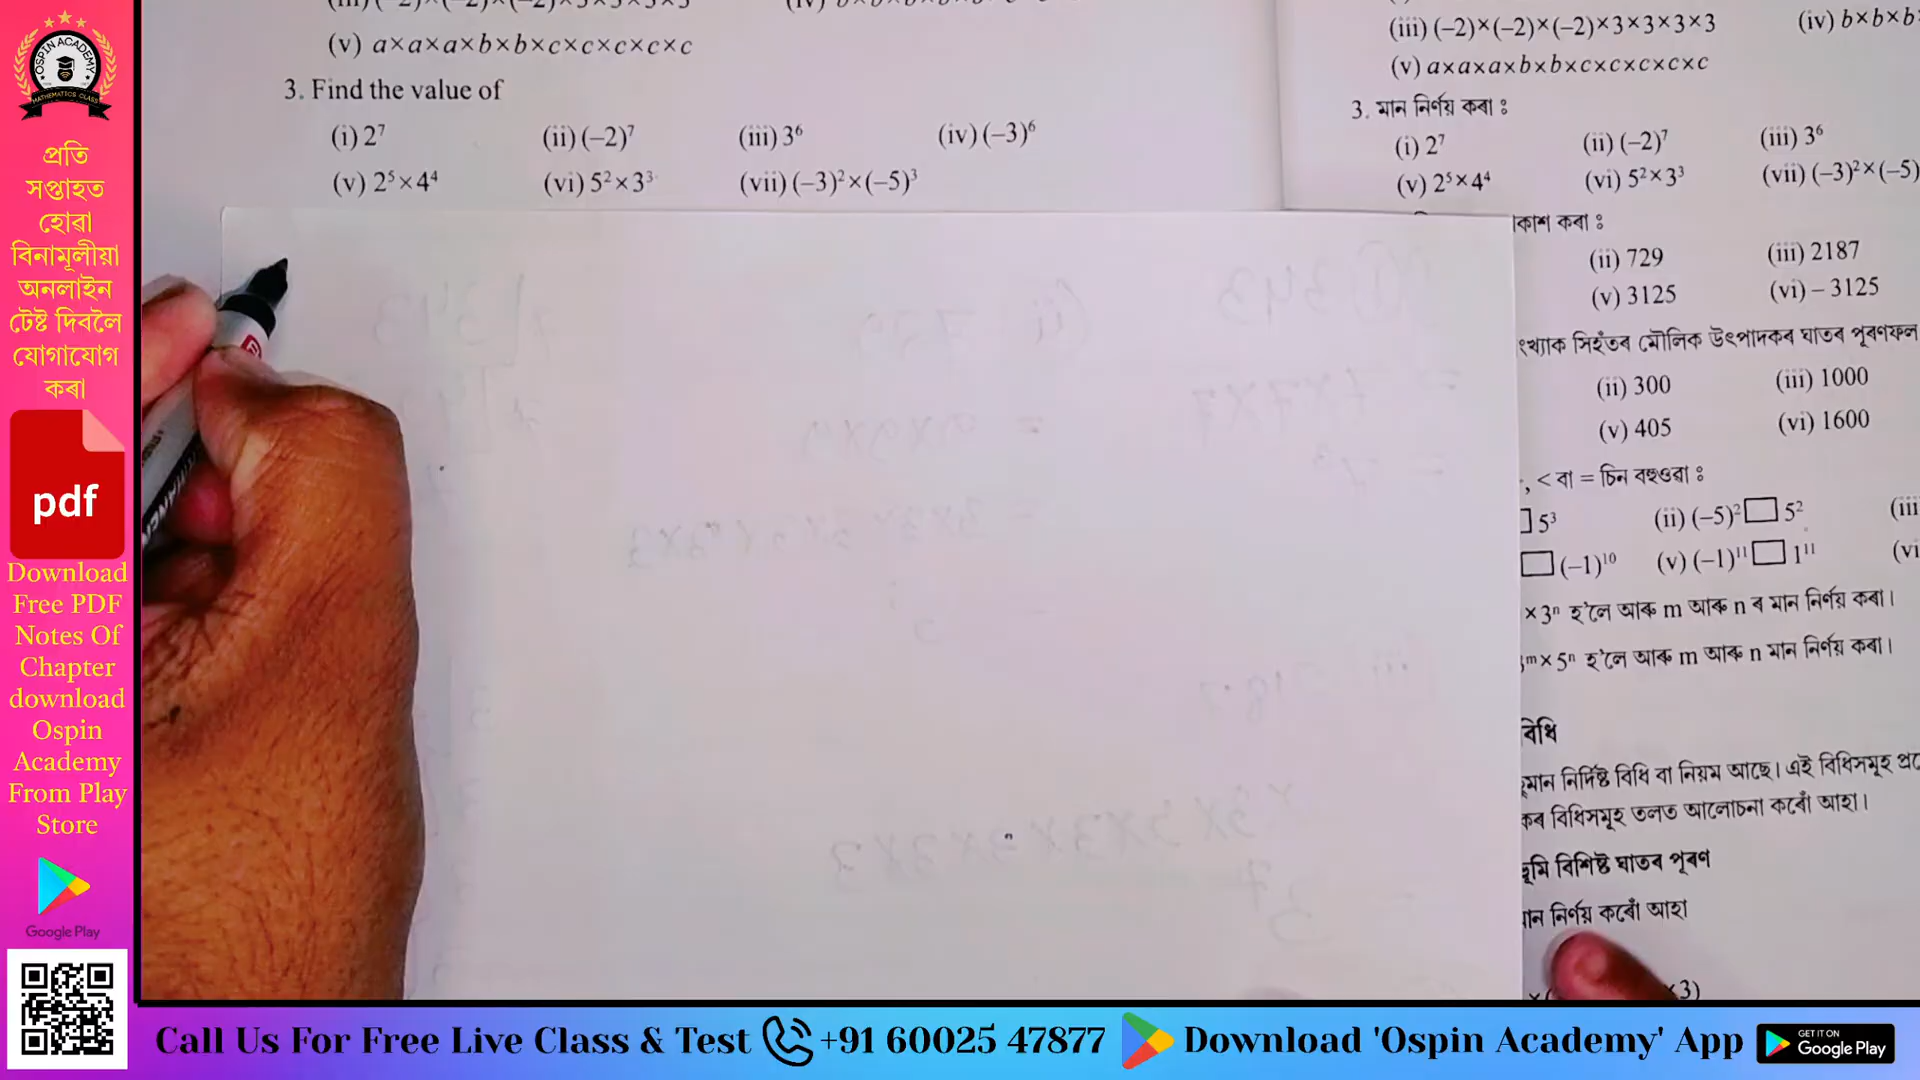 OSPIN ACADEMY
MATHEMATICS CLASS
প্ৰতি
সপ্তাহত
হোৱা
বিনামূলীয়া
অনলাইন
টেষ্ট দিবলৈ
যোগাযোগ
কৰা
pdf
Download
Free PDF
Notes Of
Chapter
download
Ospin
Academy
From Play
Store
Google Play
(v) a×a×a×b×b×c×c×c×c×c
3. Find the value of
(i) 2⁷ (ii) (−2)⁷ (iii) 3⁶ (iv) (−3)⁶
(v) 2⁵×4⁴ (vi) 5²×3³ (vii) (−3)²×(−5)³
(iii) (−2)×(−2)×(−2)×3×3×3×3 (iv) b×b×b
(v) a×a×a×b×b×c×c×c×c×c
3. মান নিৰ্ণয় কৰা ঃ
(i) 2⁷ (ii) (−2)⁷ (iii) 3⁶
(v) 2⁵×4⁴ (vi) 5²×3³ (vii) (−3)²×(−5)
কাশ কৰা ঃ
(ii) 729 (iii) 2187
(v) 3125 (vi) – 3125
ংখ্যাক সিহঁতৰ মৌলিক উৎপাদকৰ ঘাতৰ পূৰণফল
(ii) 300 (iii) 1000
(v) 405 (vi) 1600
, < বা = চিন বহুওৱা ঃ
□ 5³ (ii) (−5)² □ 5² (iii
□ (−1)¹⁰ (v) (−1)¹¹ □ 1¹¹ (vi
× 3ⁿ হ'লে আৰু m আৰু n ৰ মান নিৰ্ণয় কৰা।
ᵐ× 5ⁿ হ'লে আৰু m আৰু n মান নিৰ্ণয় কৰা।
বিধি
মান নিৰ্দিষ্ট বিধি বা নিয়ম আছে। এই বিধিসমূহ প্ৰ
কৰ বিধিসমূহ তলত আলোচনা কৰোঁ আহা।
ভূমি বিশিষ্ট ঘাতৰ পূৰণ
মান নিৰ্ণয় কৰোঁ আহা
×3)
Call Us For Free Live Class & Test +91 60025 47877 Download 'Ospin Academy' App GET IT ON Google Play